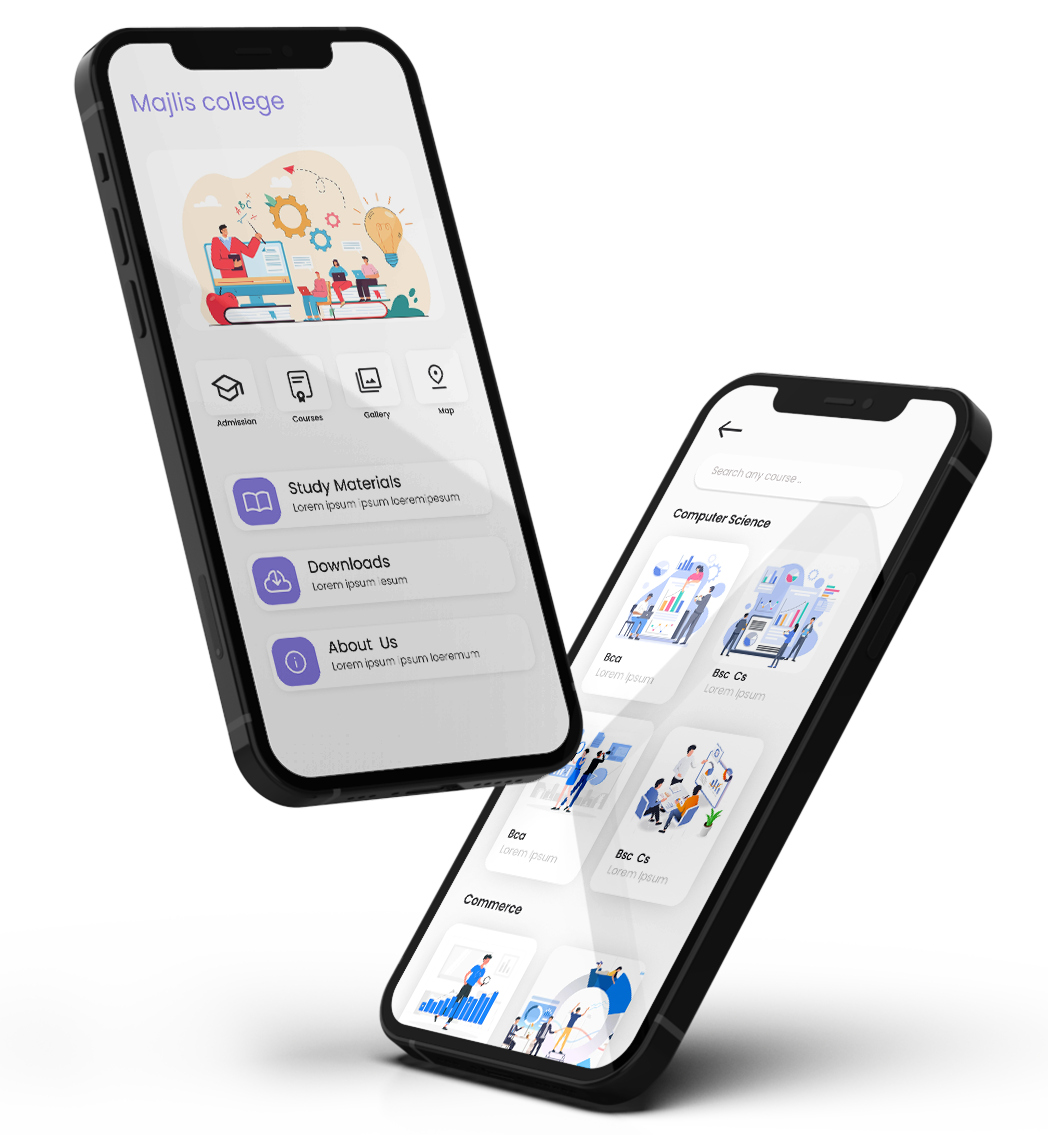 Majlis college
ABC
Admission
Courses
Gallery
Map
Study Materials
Lorem ipsum ipsum loerem ipesum
Downloads
Lorem ipsum esum
About Us
Lorem ipsum ipsum loeremum
Search any course..
Computer Science
Bca
Lorem Ipsum
Bsc Cs
Lorem Ipsum
Bca
Lorem Ipsum
Bsc Cs
Lorem Ipsum
Commerce